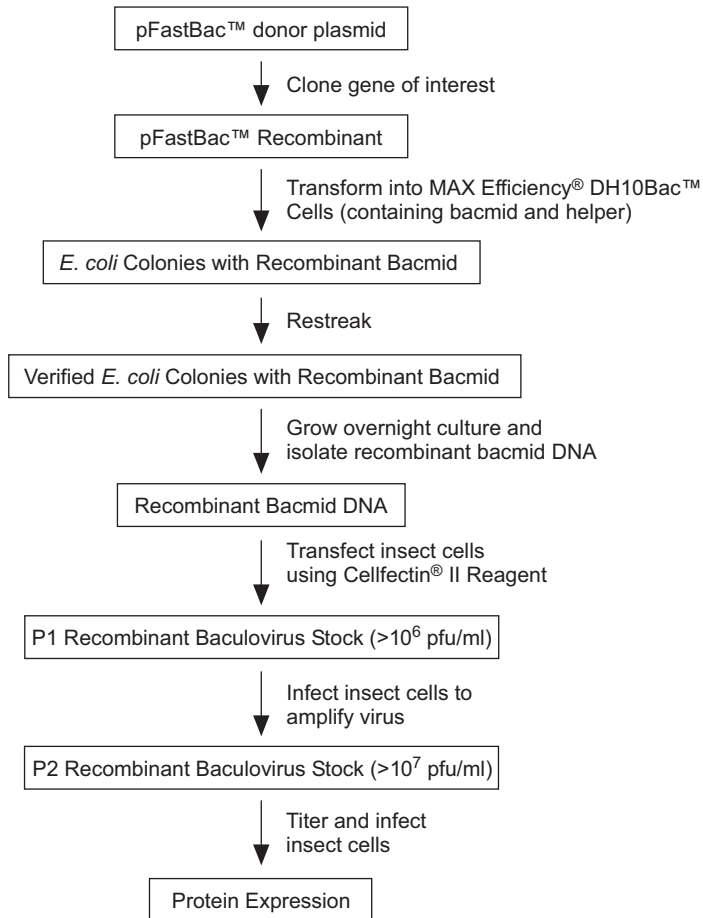 pFastBac™ donor plasmid
Clone gene of interest
pFastBac™ Recombinant
Transform into MAX Efficiency® DH10Bac™
Cells (containing bacmid and helper)
E. coli Colonies with Recombinant Bacmid
Restreak
Verified E. coli Colonies with Recombinant Bacmid
Grow overnight culture and
isolate recombinant bacmid DNA
Recombinant Bacmid DNA
Transfect insect cells
using Cellfectin® II Reagent
P1 Recombinant Baculovirus Stock (>10⁶ pfu/ml)
Infect insect cells to
amplify virus
P2 Recombinant Baculovirus Stock (>10⁷ pfu/ml)
Titer and infect
insect cells
Protein Expression